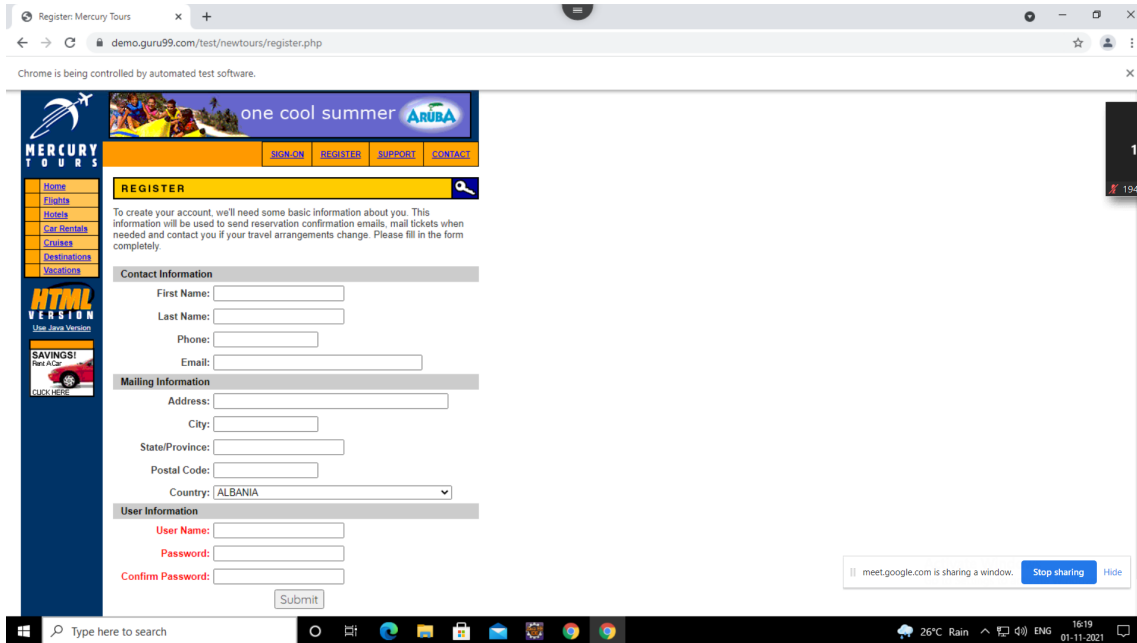 Register: Mercury Tours
demo.guru99.com/test/newtours/register.php
Chrome is being controlled by automated test software.
one cool summer ARUBA
MERCURY
TOURS
SIGN-ON REGISTER SUPPORT CONTACT
Home
Flights
Hotels
Car Rentals
Cruises
Destinations
Vacations
HTML
VERSION
Use Java Version
SAVINGS!
Rent A Car
CLICK HERE
REGISTER
To create your account, we'll need some basic information about you. This
information will be used to send reservation confirmation emails, mail tickets when
needed and contact you if your travel arrangements change. Please fill in the form
completely.
Contact Information
First Name:
Last Name:
Phone:
Email:
Mailing Information
Address:
City:
State/Province:
Postal Code:
Country: ALBANIA
User Information
User Name:
Password:
Confirm Password:
Submit
1
194
meet.google.com is sharing a window. Stop sharing Hide
Type here to search
26°C Rain ENG
16:19
01-11-2021